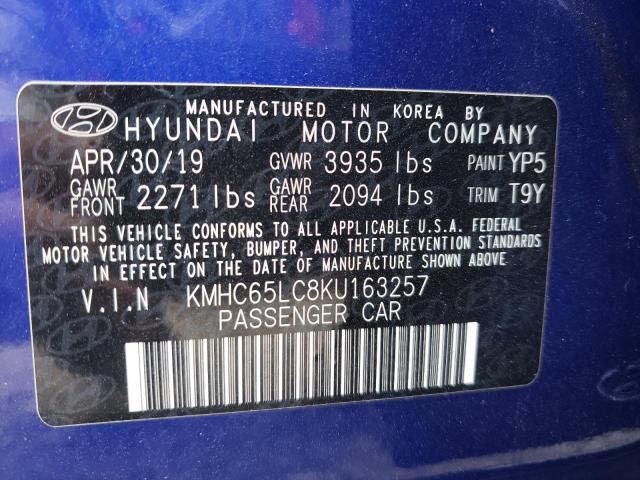 MANUFACTURED IN KOREA BY
HYUNDAI MOTOR COMPANY
APR/30/19 GVWR 3935 lbs PAINT YP5
GAWR FRONT 2271 lbs GAWR REAR 2094 lbs TRIM T9Y
THIS VEHICLE CONFORMS TO ALL APPLICABLE U.S.A. FEDERAL
MOTOR VEHICLE SAFETY, BUMPER, AND THEFT PREVENTION STANDARDS
IN EFFECT ON THE DATE OF MANUFACTURE SHOWN ABOVE.
V.I.N KMHC65LC8KU163257
PASSENGER CAR